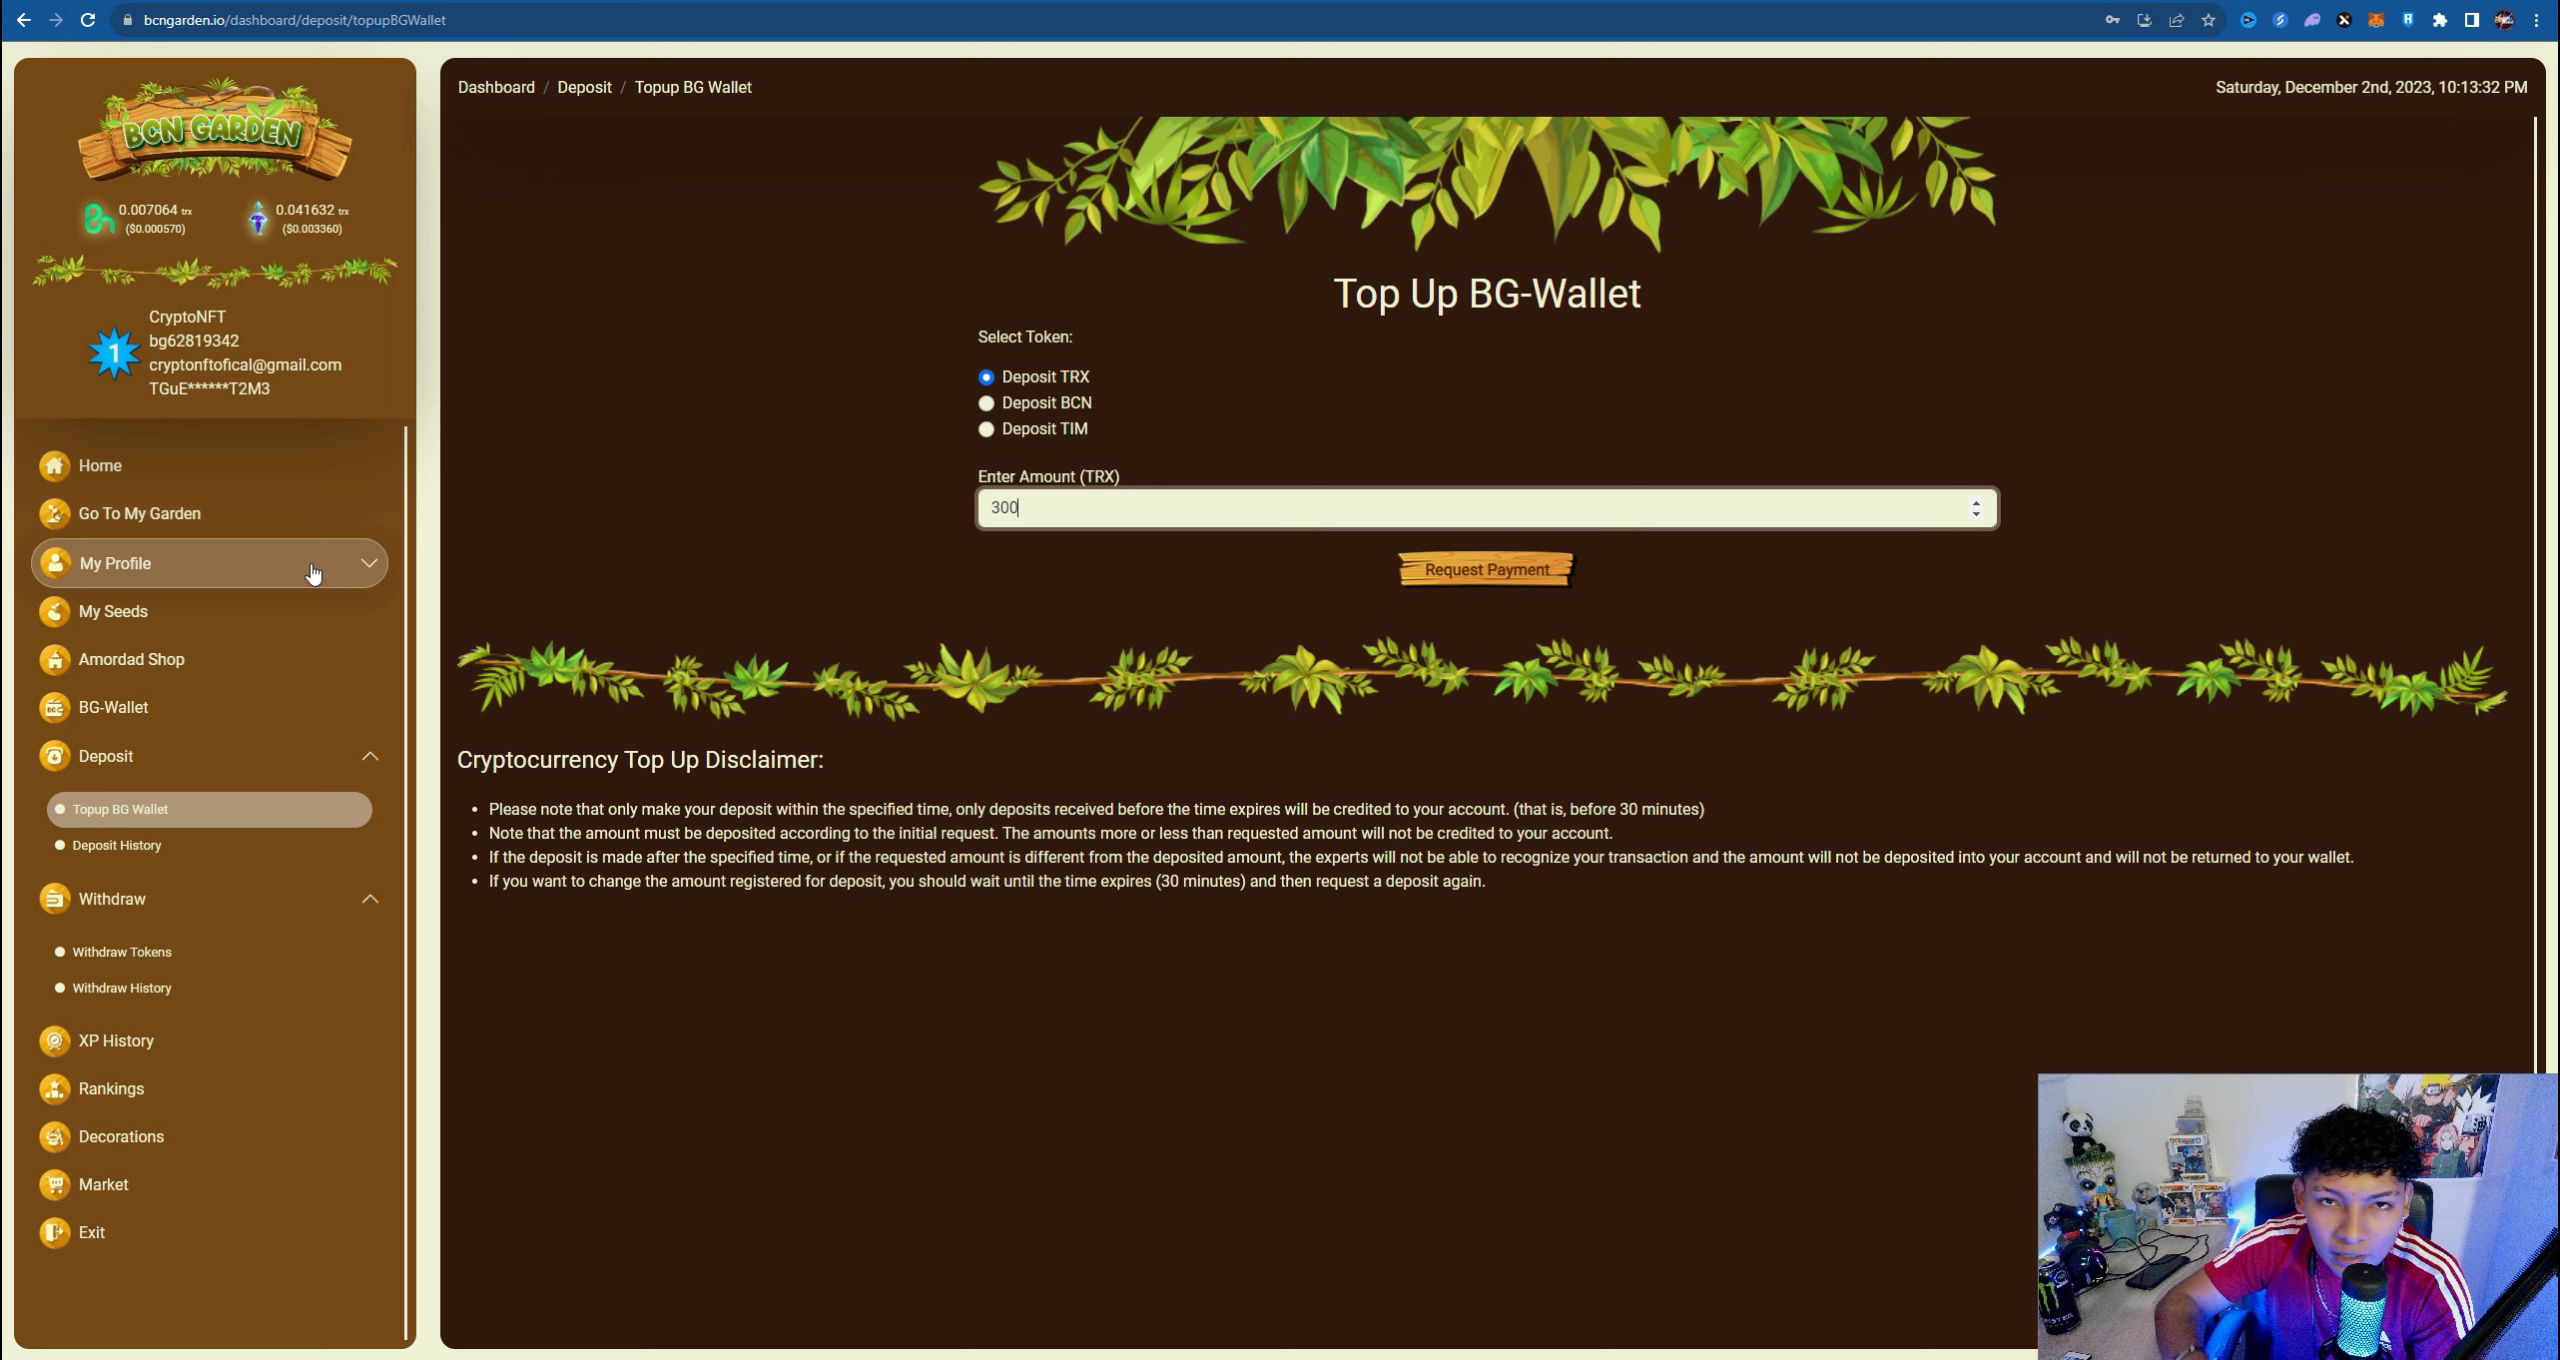 bcngarden.io/dashboard/deposit/topupBGWallet
BCN GARDEN
0.007064 trx
($0.000570)
0.041632 trx
($0.003360)
1
CryptoNFT
bg62819342
cryptonftofical@gmail.com
TGuE******T2M3
Home
Go To My Garden
My Profile
My Seeds
Amordad Shop
BG-Wallet
Deposit
Topup BG Wallet
Deposit History
Withdraw
Withdraw Tokens
Withdraw History
XP History
Rankings
Decorations
Market
Exit
Dashboard / Deposit / Topup BG Wallet
Saturday, December 2nd, 2023, 10:13:32 PM
Top Up BG-Wallet
Select Token:
Deposit TRX
Deposit BCN
Deposit TIM
Enter Amount (TRX)
300
Request Payment
Cryptocurrency Top Up Disclaimer:
• Please note that only make your deposit within the specified time, only deposits received before the time expires will be credited to your account. (that is, before 30 minutes)
• Note that the amount must be deposited according to the initial request. The amounts more or less than requested amount will not be credited to your account.
• If the deposit is made after the specified time, or if the requested amount is different from the deposited amount, the experts will not be able to recognize your transaction and the amount will not be deposited into your account and will not be returned to your wallet.
• If you want to change the amount registered for deposit, you should wait until the time expires (30 minutes) and then request a deposit again.